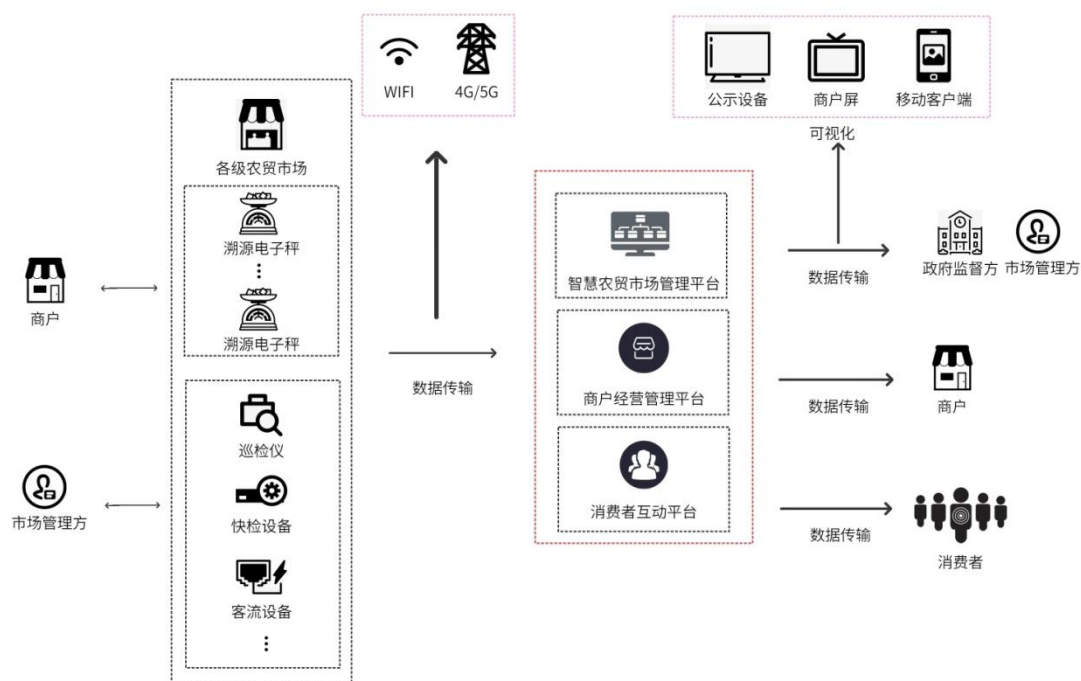 WIFI
4G/5G
公示设备
商户屏
移动客户端
可视化
各级农贸市场
溯源电子秤
溯源电子秤
商户
数据传输
巡检仪
快检设备
客流设备
市场管理方
智慧农贸市场管理平台
商户经营管理平台
消费者互动平台
数据传输
政府监督方
市场管理方
数据传输
商户
数据传输
消费者